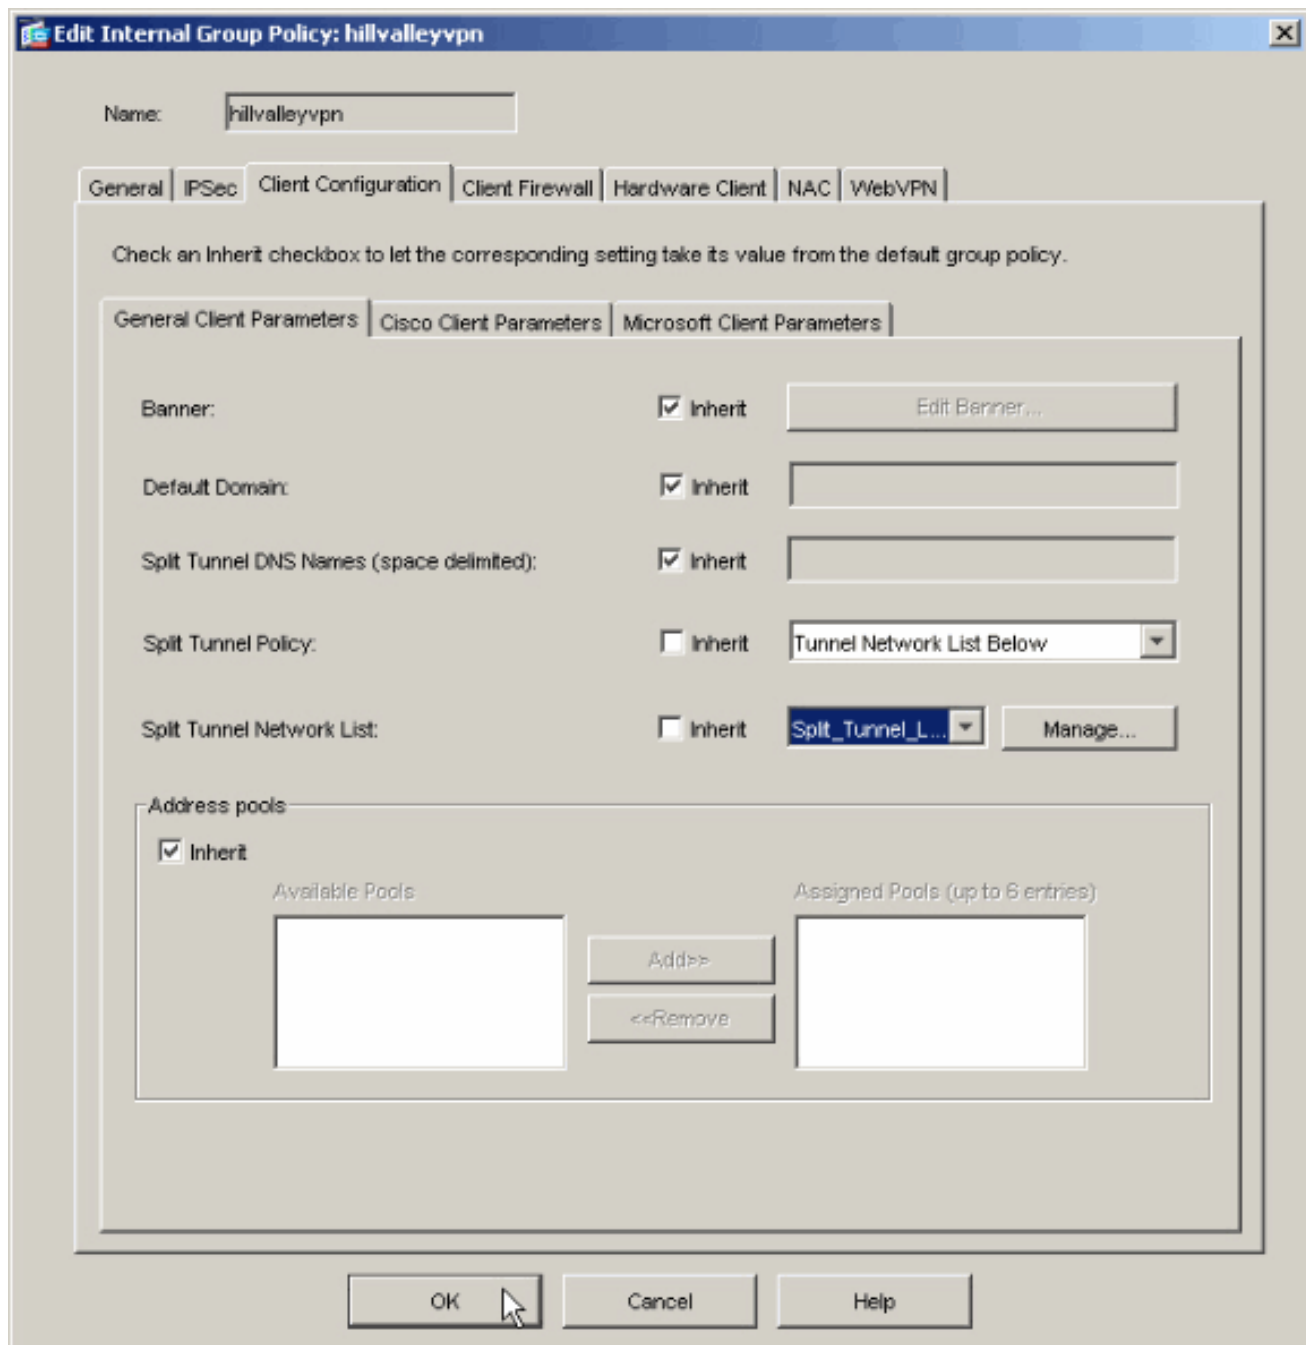 Edit Internal Group Policy: hillvalleyvpn
Name: hillvalleyvpn
General IPSec Client Configuration Client Firewall Hardware Client NAC WebVPN
Check an Inherit checkbox to let the corresponding setting take its value from the default group policy.
General Client Parameters Cisco Client Parameters Microsoft Client Parameters
Banner: Inherit Edit Banner...
Default Domain: Inherit
Split Tunnel DNS Names (space delimited): Inherit
Split Tunnel Policy: Inherit Tunnel Network List Below
Split Tunnel Network List: Inherit Split_Tunnel_L... Manage...
Address pools
Inherit
Available Pools Assigned Pools (up to 6 entries)
Add>>
<<Remove
OK Cancel Help